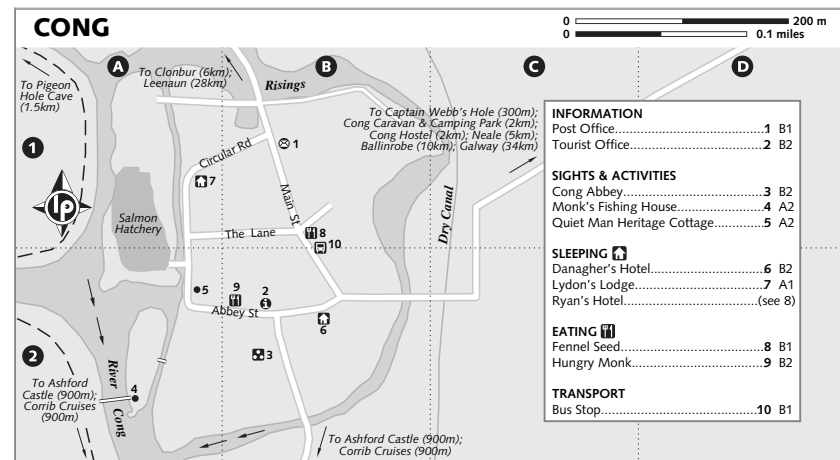 CONG
0 200 m
0 0.1 miles
A
B
C
D
To Pigeon
Hole Cave
(1.5km)
To Clonbur (6km);
Leenaun (28km)
Risings
To Captain Webb's Hole (300m);
Cong Caravan & Camping Park (2km);
Cong Hostel (2km); Neale (5km);
Ballinrobe (10km); Galway (34km)
1
lp
Circular Rd
1
7
Main St
Salmon
Hatchery
The Lane
8
10
Dry Canal
5
9
2
Abbey St
6
3
2
River
Cong
To Ashford
Castle (900m);
Corrib Cruises
(900m)
4
To Ashford Castle (900m);
Corrib Cruises (900m)
INFORMATION
Post Office.................................1 B1
Tourist Office.............................2 B2
SIGHTS & ACTIVITIES
Cong Abbey...............................3 B2
Monk's Fishing House................4 A2
Quiet Man Heritage Cottage......5 A2
SLEEPING
Danagher's Hotel........................6 B2
Lydon's Lodge............................7 A1
Ryan's Hotel..........................(see 8)
EATING
Fennel Seed................................8 B1
Hungry Monk.............................9 B2
TRANSPORT
Bus Stop...................................10 B1